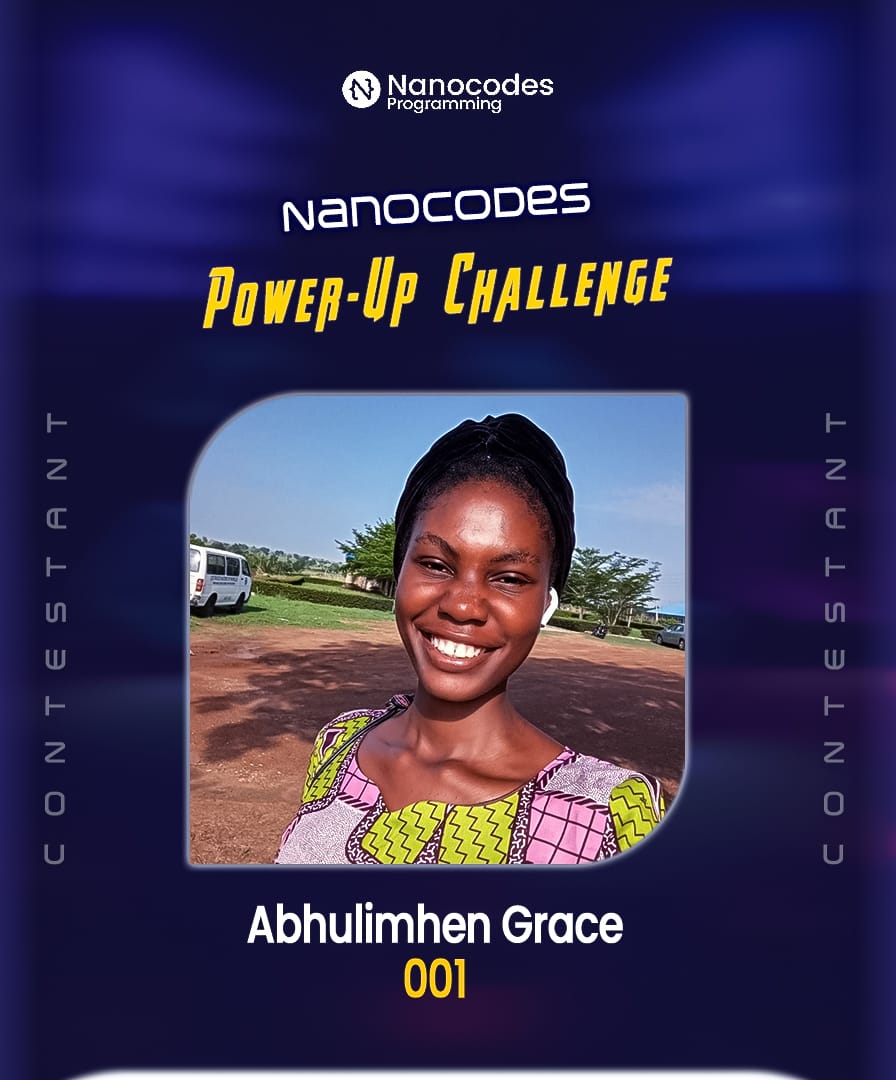 Nanocodes
Programming
Nanocodes
Power-Up Challenge
CONTESTANT
CONTESTANT
Abhulimhen Grace
001